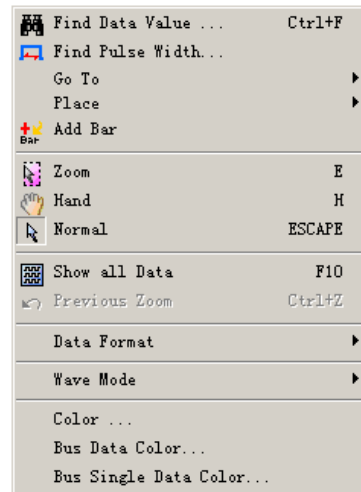 Find Data Value ... Ctrl+F
Find Pulse Width...
Go To
Place
Bar Add Bar
Zoom E
Hand H
Normal ESCAPE
Show all Data F10
Previous Zoom Ctrl+Z
Data Format
Wave Mode
Color ...
Bus Data Color...
Bus Single Data Color...